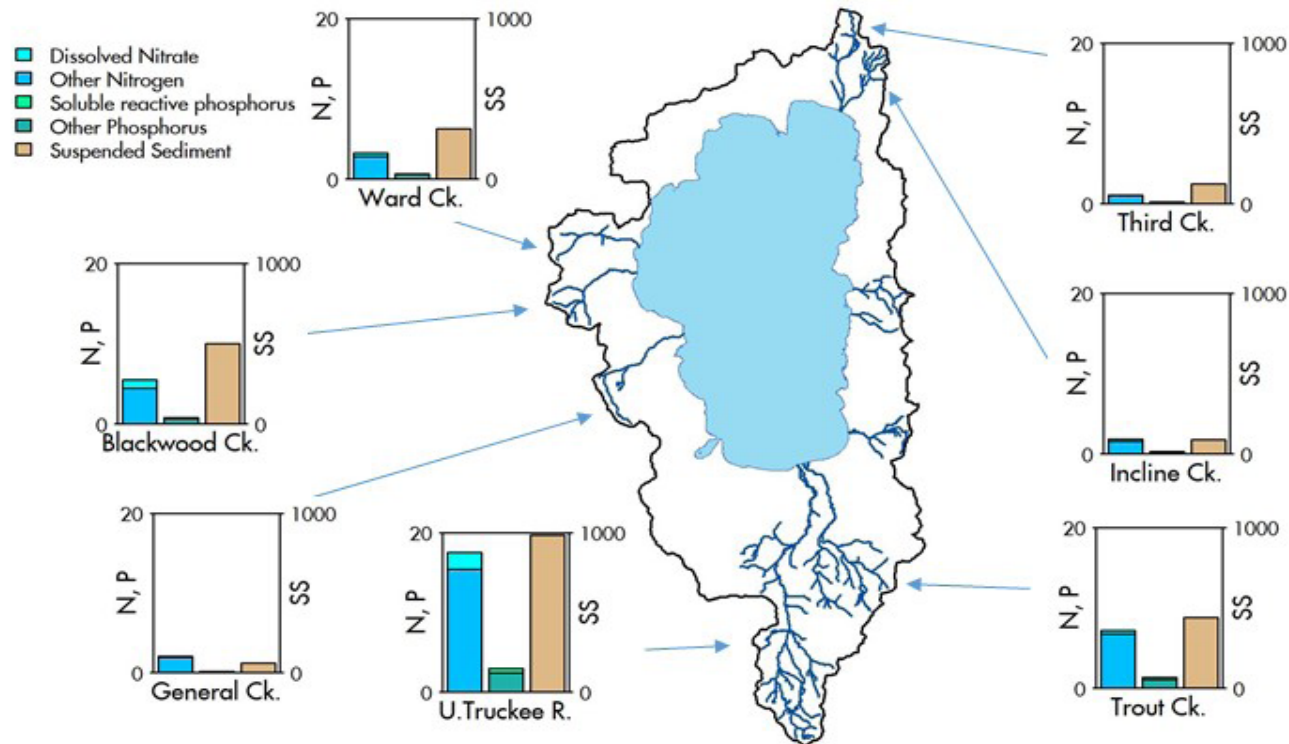 Dissolved Nitrate
Other Nitrogen
Soluble reactive phosphorus
Other Phosphorus
Suspended Sediment
20
1000
N, P
SS
0
0
Ward Ck.
20
1000
N, P
SS
0
0
Third Ck.
20
1000
N, P
SS
0
0
Blackwood Ck.
20
1000
N, P
SS
0
0
Incline Ck.
20
1000
N, P
SS
0
0
General Ck.
20
1000
N, P
SS
0
0
U.Truckee R.
20
1000
N, P
SS
0
0
Trout Ck.